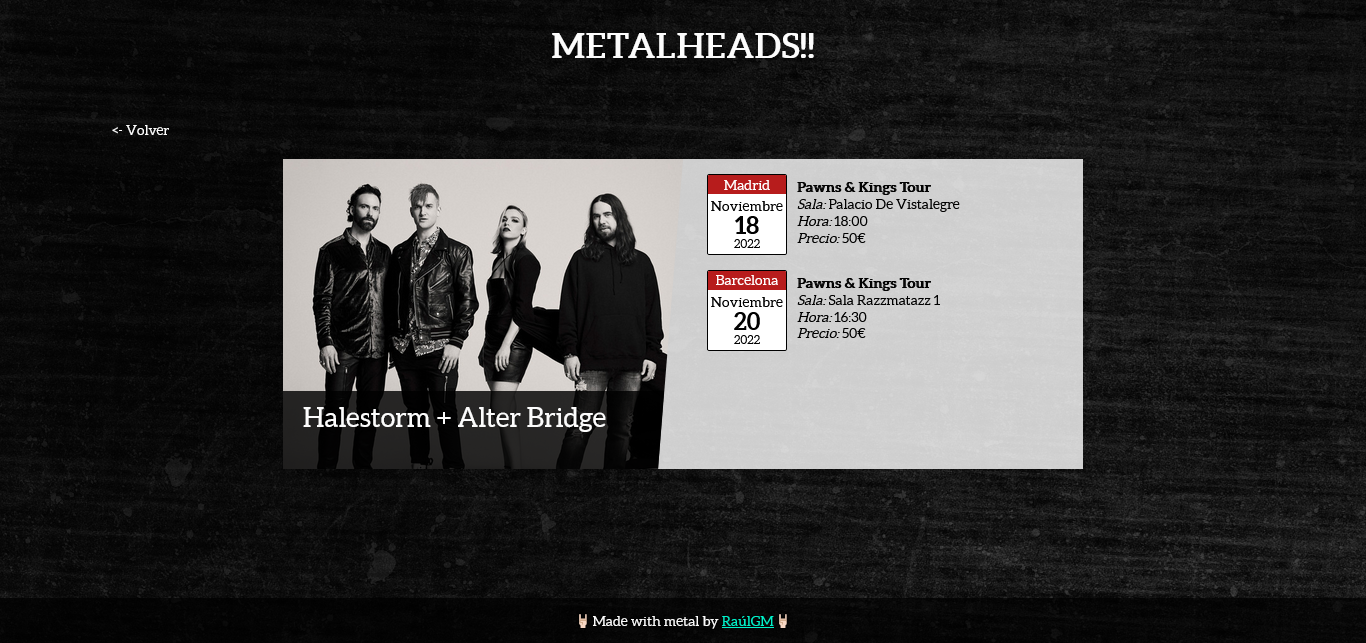 METALHEADS!!
<- Volver
Madrid
Noviembre
18
2022
Pawns & Kings Tour
Sala: Palacio De Vistalegre
Hora: 18:00
Precio: 50€
Barcelona
Noviembre
20
2022
Pawns & Kings Tour
Sala: Sala Razzmatazz 1
Hora: 16:30
Precio: 50€
Halestorm + Alter Bridge
🤘🏻 Made with metal by RaúlGM 🤘🏻